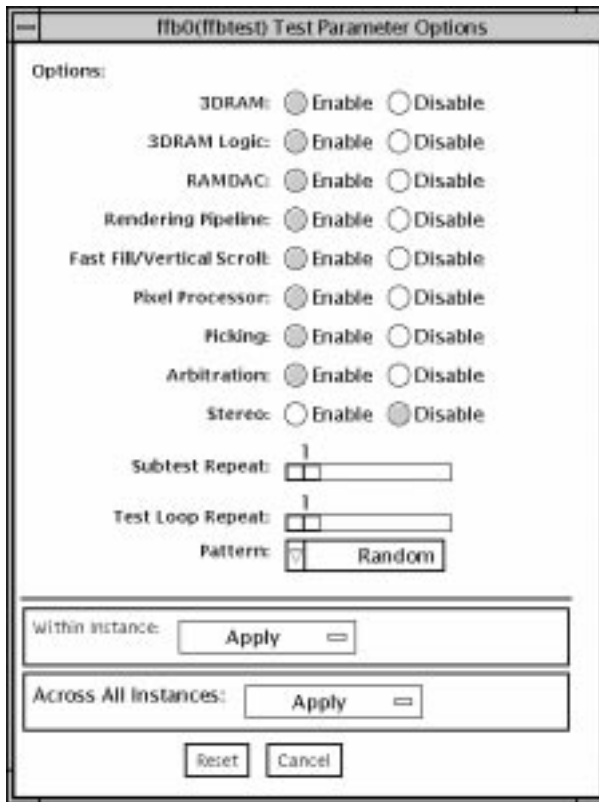 ffb0(ffbtest) Test Parameter Options
Options:
3DRAM: Enable Disable
3DRAM Logic: Enable Disable
RAMDAC: Enable Disable
Rendering Pipeline: Enable Disable
Fast Fill/Vertical Scroll: Enable Disable
Pixel Processor: Enable Disable
Picking: Enable Disable
Arbitration: Enable Disable
Stereo: Enable Disable
1
Subtest Repeat:
1
Test Loop Repeat:
Pattern: Random
Within Instance: Apply
Across All Instances: Apply
Reset Cancel